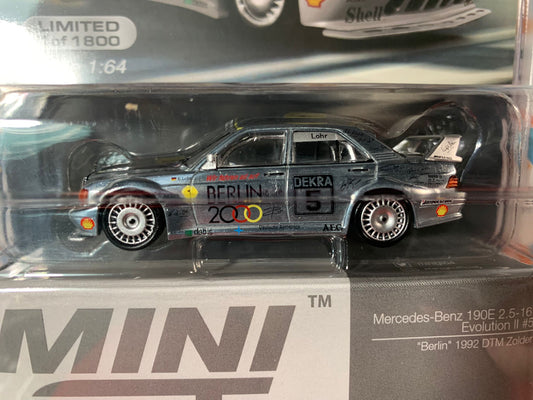 Shell
LIMITED
of 1800
1:64
Lohr
BERLIN
2000
DEKRA
5
debis
AEG
MINI
TM
Mercedes-Benz 190E 2.5-16
Evolution II #5
"Berlin" 1992 DTM Zolder